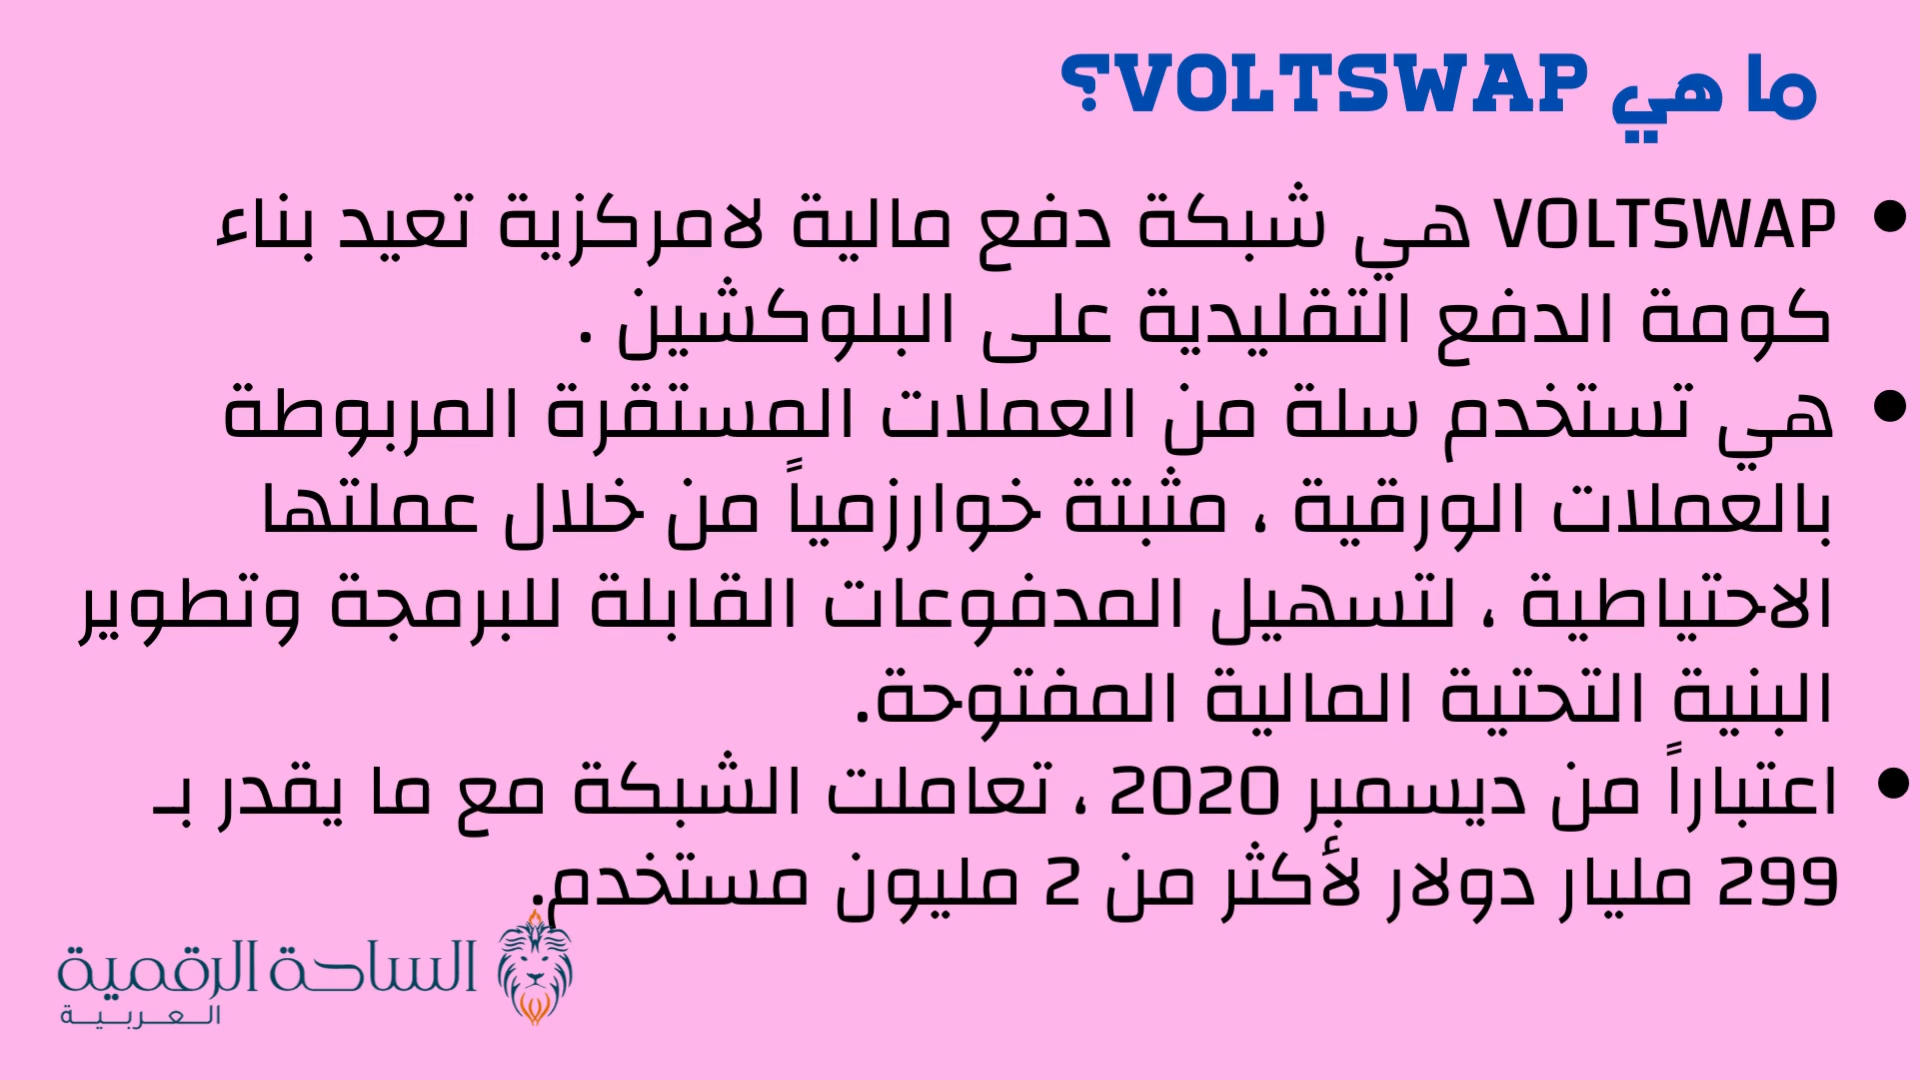 ما هي VOLTSWAP؟
• VOLTSWAP هي شبكة دفع مالية لامركزية تعيد بناء
كومة الدفع التقليدية على البلوكشين .
• هي تستخدم سلة من العملات المستقرة المربوطة
بالعملات الورقية ، مثبتة خوارزمياً من خلال عملتها
الاحتياطية ، لتسهيل المدفوعات القابلة للبرمجة وتطوير
البنية التحتية المالية المفتوحة.
• اعتباراً من ديسمبر 2020 ، تعاملت الشبكة مع ما يقدر بـ
299 مليار دولار لأكثر من 2 مليون مستخدم.
الساحة الرقمية
العربية